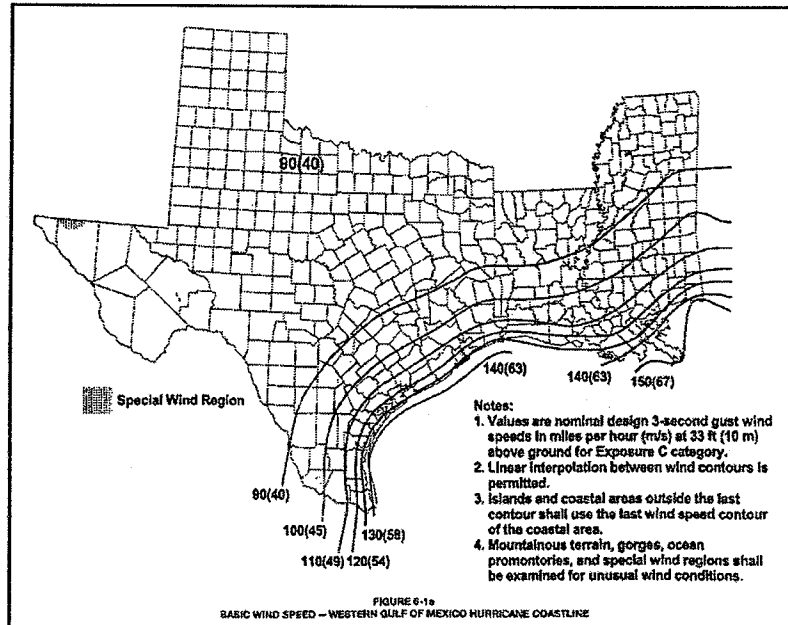 90(40)
140(63)
140(63)
150(67)
Special Wind Region
90(40)
100(45)
110(49)
120(54)
130(58)
Notes:
1. Values are nominal design 3-second gust wind
speeds in miles per hour (m/s) at 33 ft (10 m)
above ground for Exposure C category.
2. Linear interpolation between wind contours is
permitted.
3. Islands and coastal areas outside the last
contour shall use the last wind speed contour
of the coastal area.
4. Mountainous terrain, gorges, ocean
promontories, and special wind regions shall
be examined for unusual wind conditions.
FIGURE 6-1a
BASIC WIND SPEED – WESTERN GULF OF MEXICO HURRICANE COASTLINE